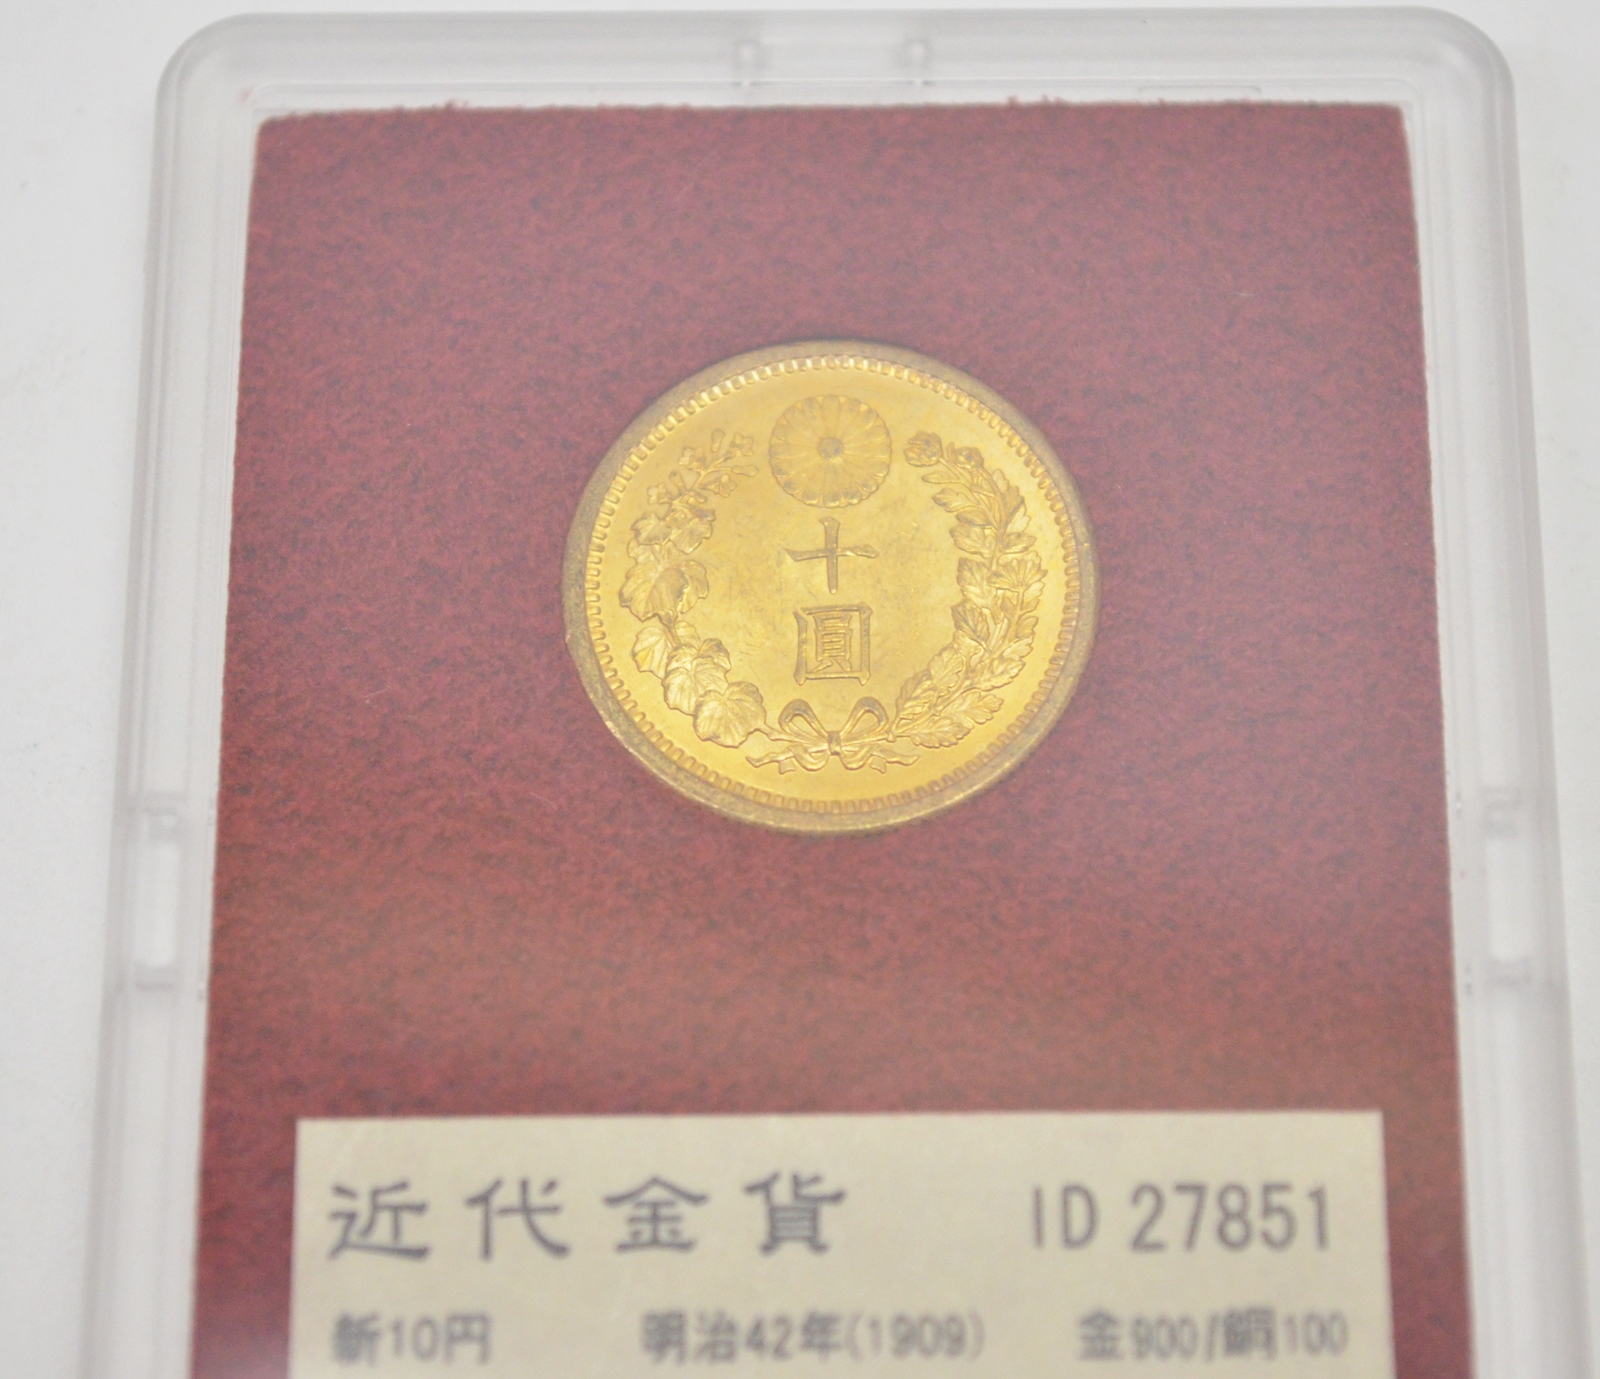 十
圓
近代金貨 ID 27851
新10円 明治42年(1909) 金900/銅100